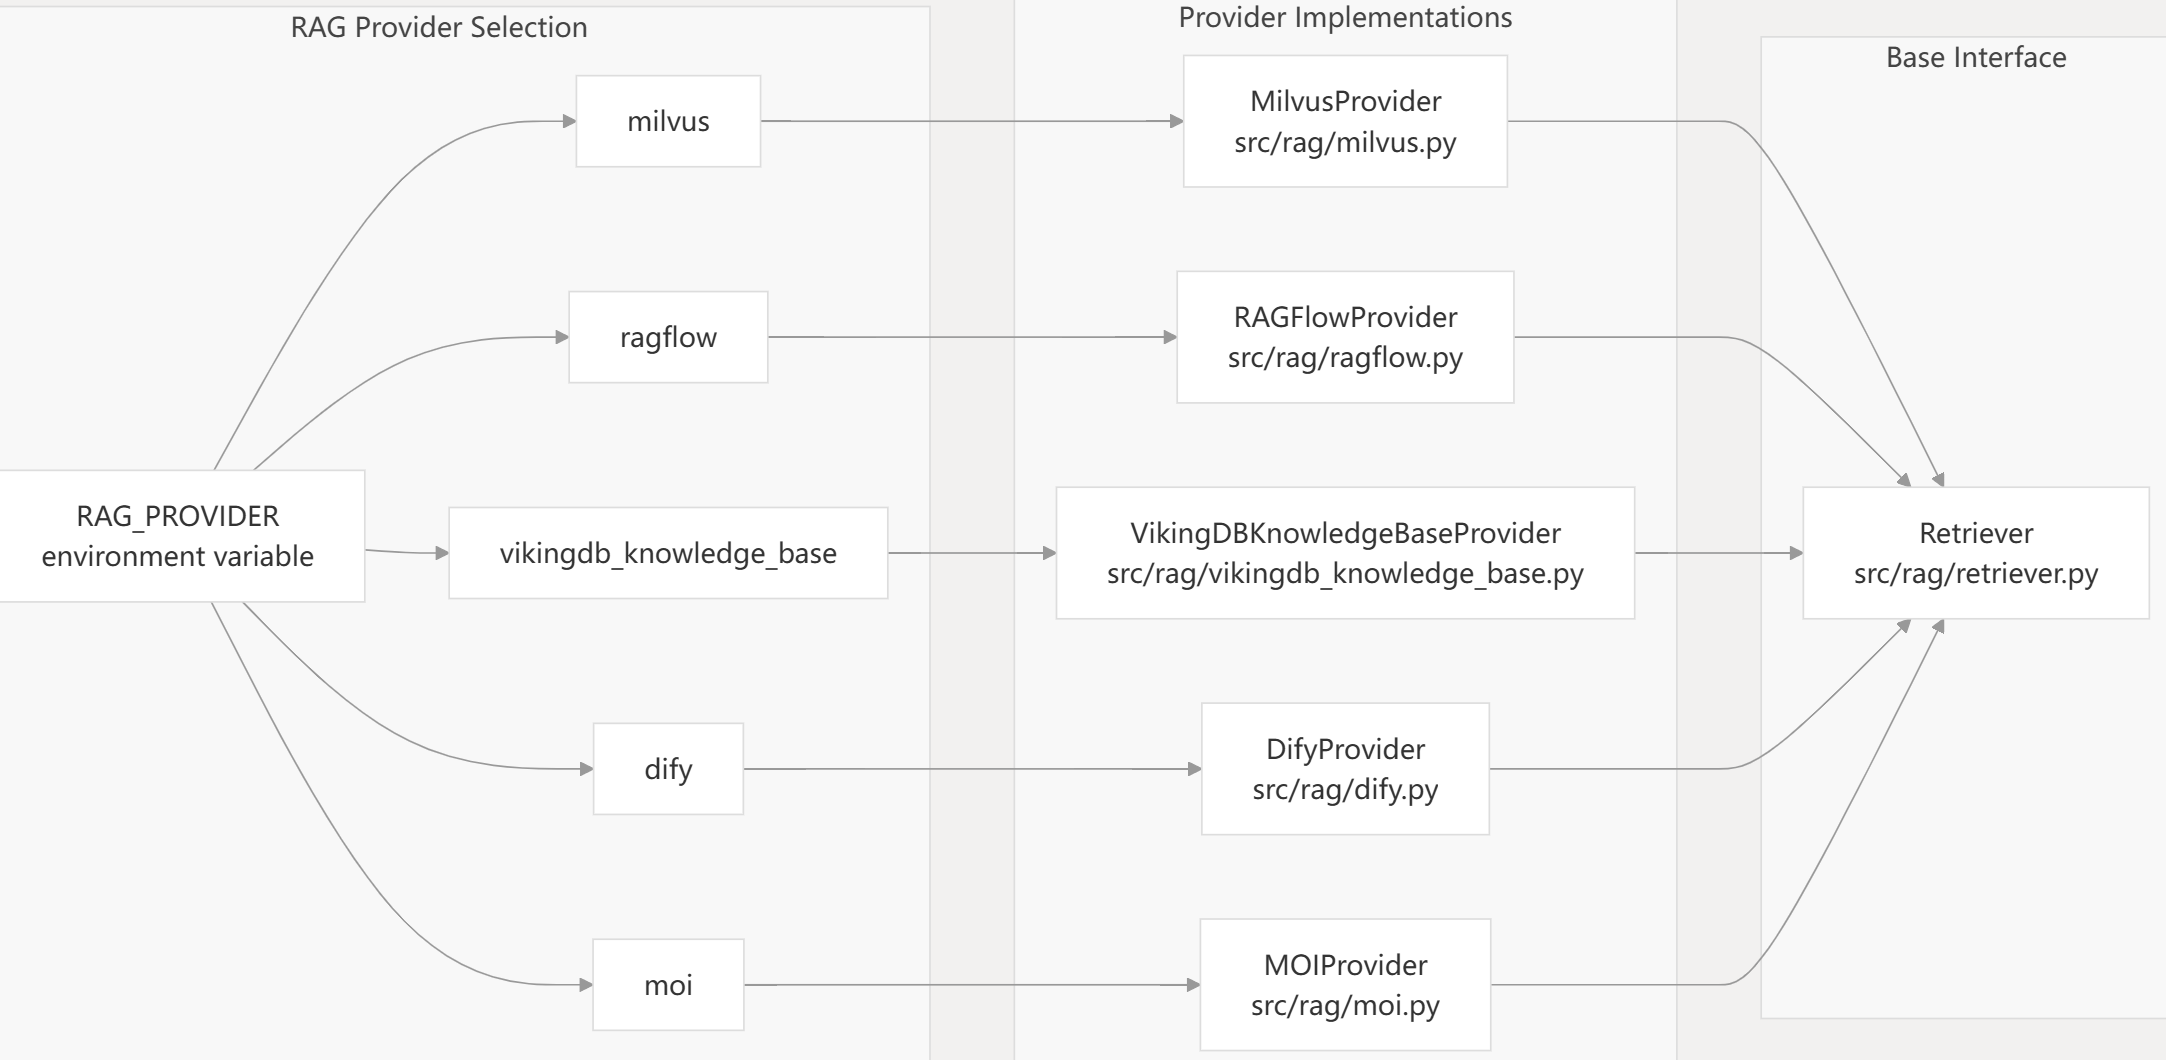 RAG Provider Selection
milvus
ragflow
RAG_PROVIDER
environment variable
vikingdb_knowledge_base
dify
moi
Provider Implementations
MilvusProvider
src/rag/milvus.py
RAGFlowProvider
src/rag/ragflow.py
VikingDBKnowledgeBaseProvider
src/rag/vikingdb_knowledge_base.py
DifyProvider
src/rag/dify.py
MOIProvider
src/rag/moi.py
Base Interface
Retriever
src/rag/retriever.py